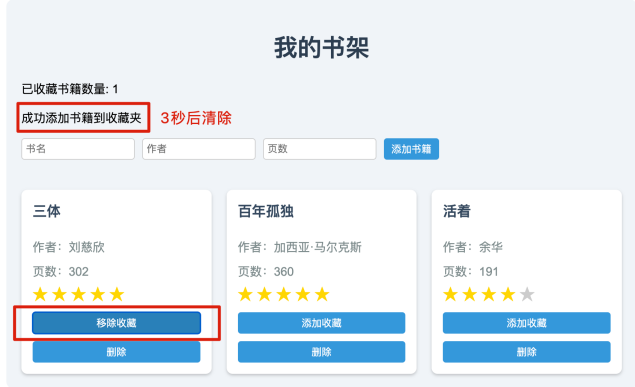 我的书架
已收藏书籍数量: 1
成功添加书籍到收藏夹 3秒后清除
书名 作者 页数 添加书籍
三体 百年孤独 活着
作者：刘慈欣 作者：加西亚·马尔克斯 作者：余华
页数：302 页数：360 页数：191
移除收藏 添加收藏 添加收藏
删除 删除 删除